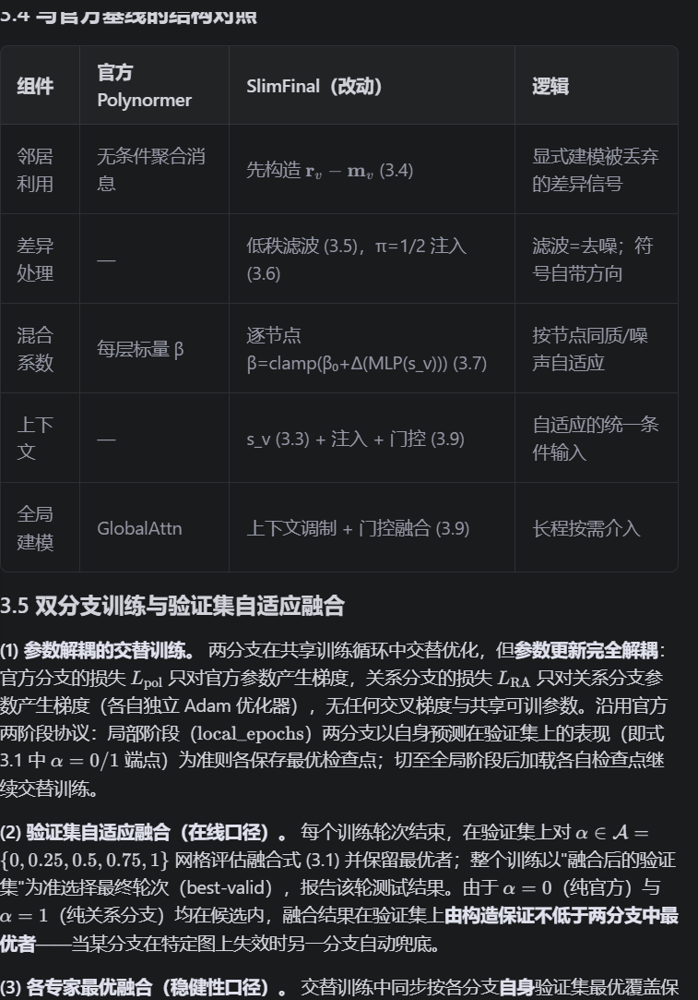 3.4 与官方基线的结构对照
组件
官方
Polynormer
SlimFinal（改动）
逻辑
邻居
利用
无条件聚合消
息
先构造 r_v − m_v (3.4)
显式建模被丢弃
的差异信号
差异
处理
—
低秩滤波 (3.5)，π=1/2 注入
(3.6)
滤波=去噪；符
号自带方向
混合
系数
每层标量 β
逐节点
β=clamp(β₀+Δ(MLP(s_v))) (3.7)
按节点同质/噪
声自适应
上下
文
—
s_v (3.3) + 注入 + 门控 (3.9)
自适应的统一条
件输入
全局
建模
GlobalAttn
上下文调制 + 门控融合 (3.9)
长程按需介入
3.5 双分支训练与验证集自适应融合
(1) 参数解耦的交替训练。 两分支在共享训练循环中交替优化，但参数更新完全解耦：
官方分支的损失 L_pol 只对官方参数产生梯度，关系分支的损失 L_RA 只对关系分支参
数产生梯度（各自独立 Adam 优化器），无任何交叉梯度与共享可训参数。沿用官方
两阶段协议：局部阶段（local_epochs）两分支以自身预测在验证集上的表现（即式
3.1 中 α = 0/1 端点）为准则各保存最优检查点；切至全局阶段后加载各自检查点继
续交替训练。
(2) 验证集自适应融合（在线口径）。 每个训练轮次结束，在验证集上对 α ∈ 𝒜 =
{0, 0.25, 0.5, 0.75, 1} 网格评估融合式 (3.1) 并保留最优者；整个训练以"融合后的验证
集"为准选择最终轮次（best-valid），报告该轮测试结果。由于 α = 0（纯官方）与
α = 1（纯关系分支）均在候选内，融合结果在验证集上由构造保证不低于两分支中最
优者——当某分支在特定图上失效时另一分支自动兜底。
(3) 各专家最优融合（稳健性口径）。 交替训练中同步按各分支自身验证集最优覆盖保